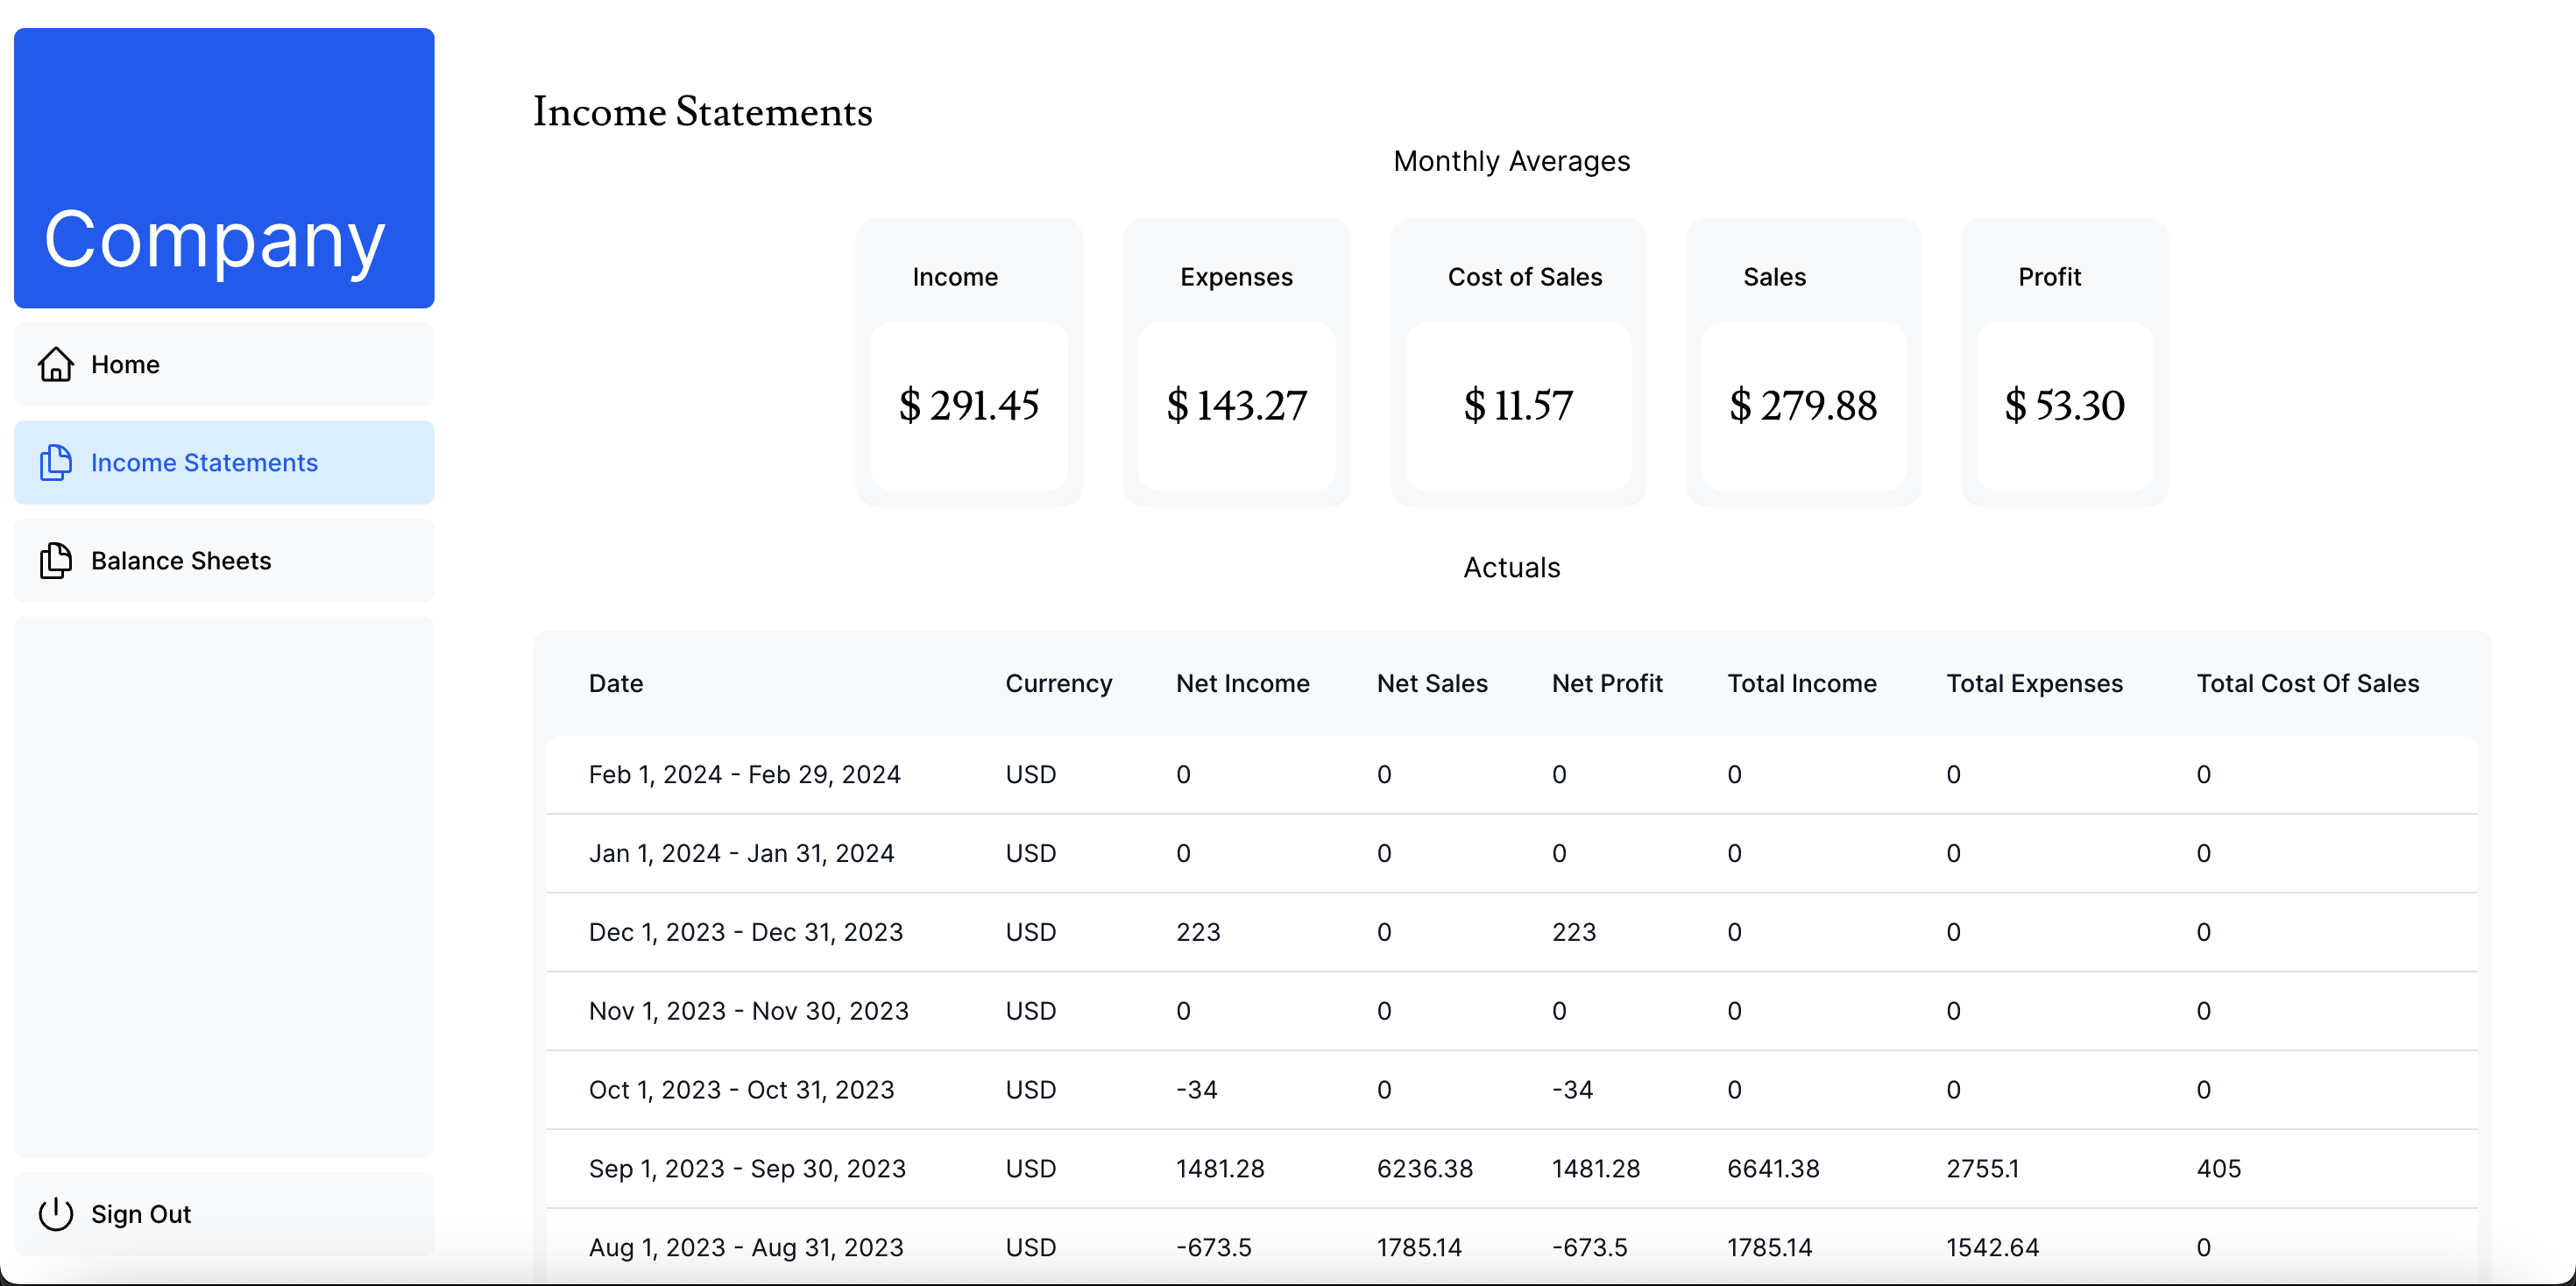 Company
Home
Income Statements
Balance Sheets
Sign Out
Income Statements
Monthly Averages
Income Expenses Cost of Sales Sales Profit
$ 291.45 $ 143.27 $ 11.57 $ 279.88 $ 53.30
Actuals
Date Currency Net Income Net Sales Net Profit Total Income Total Expenses Total Cost Of Sales
Feb 1, 2024 - Feb 29, 2024 USD 0 0 0 0 0 0
Jan 1, 2024 - Jan 31, 2024 USD 0 0 0 0 0 0
Dec 1, 2023 - Dec 31, 2023 USD 223 0 223 0 0 0
Nov 1, 2023 - Nov 30, 2023 USD 0 0 0 0 0 0
Oct 1, 2023 - Oct 31, 2023 USD -34 0 -34 0 0 0
Sep 1, 2023 - Sep 30, 2023 USD 1481.28 6236.38 1481.28 6641.38 2755.1 405
Aug 1, 2023 - Aug 31, 2023 USD -673.5 1785.14 -673.5 1785.14 1542.64 0